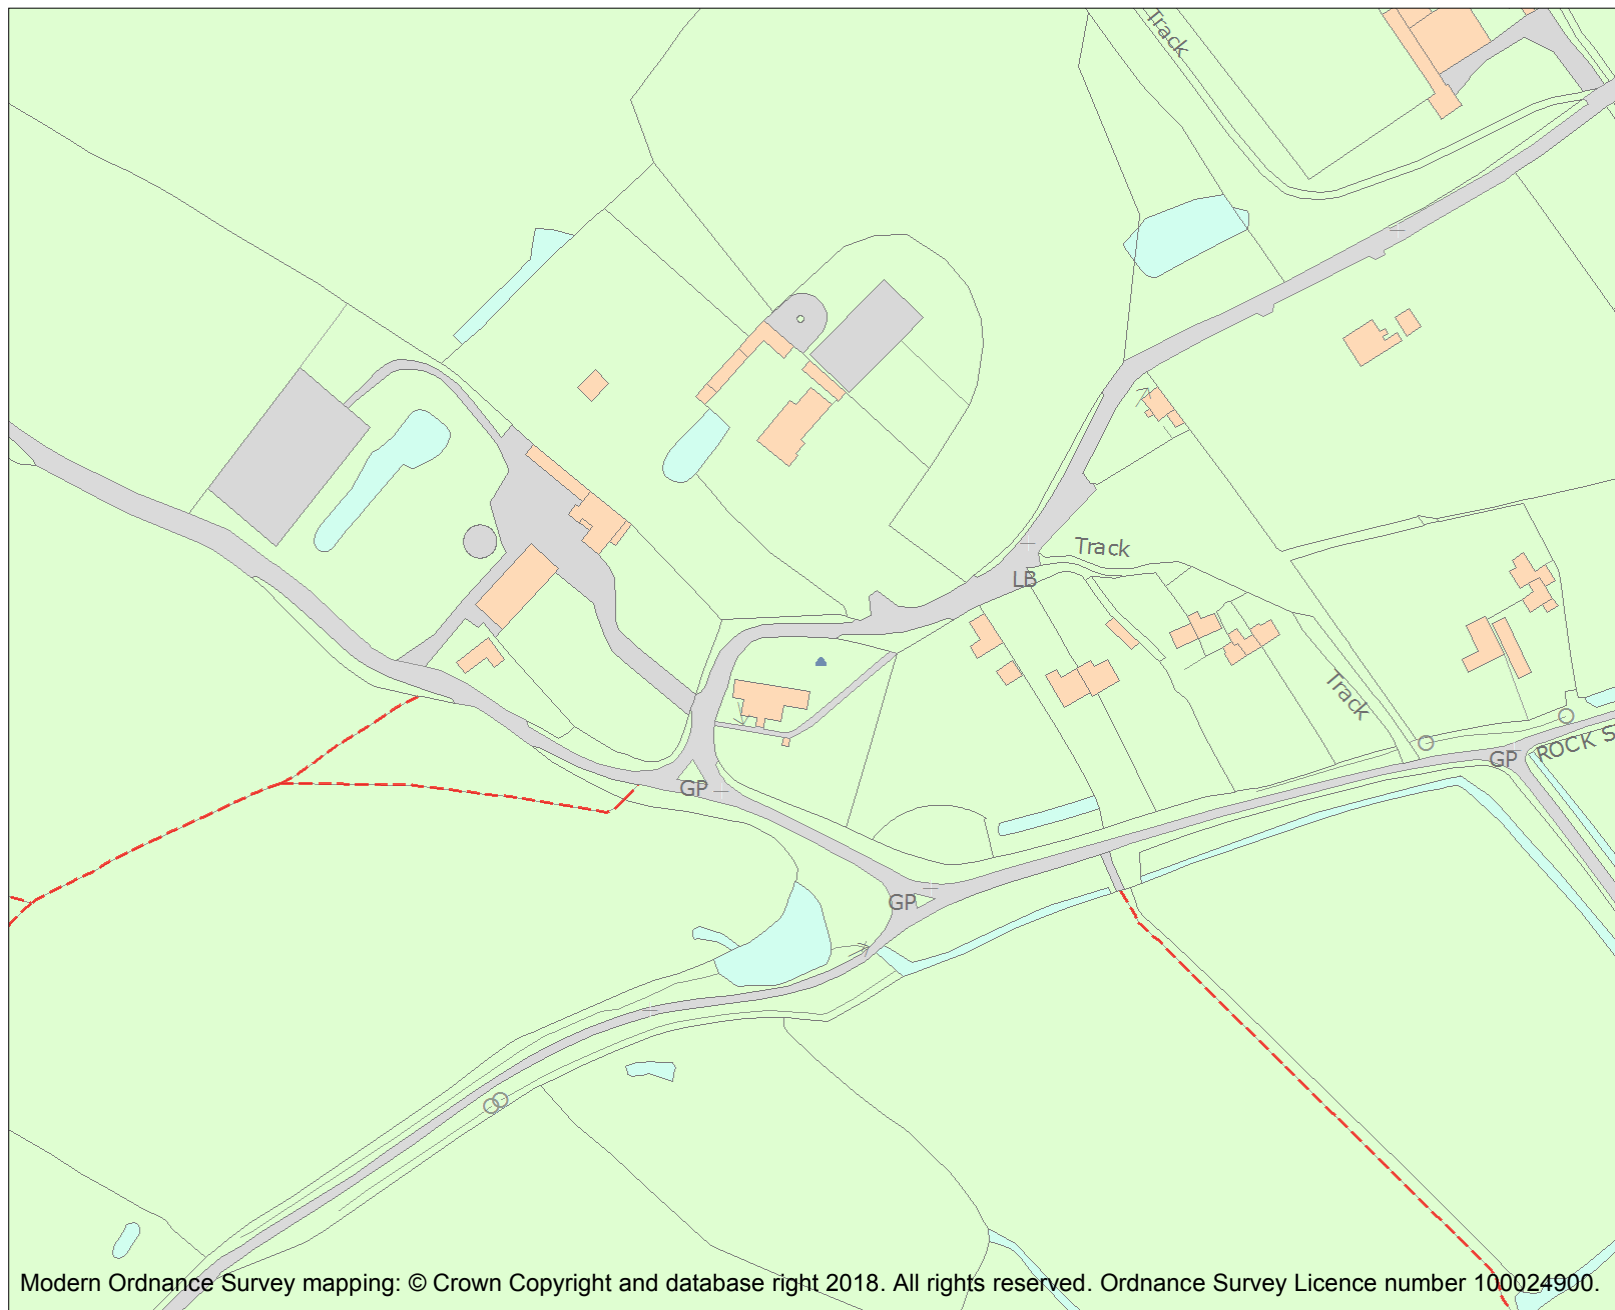 Track
Track
LB
Track
ROCK S
GP
GP
GP
Modern Ordnance Survey mapping: © Crown Copyright and database right 2018. All rights reserved. Ordnance Survey Licence number 100024900.